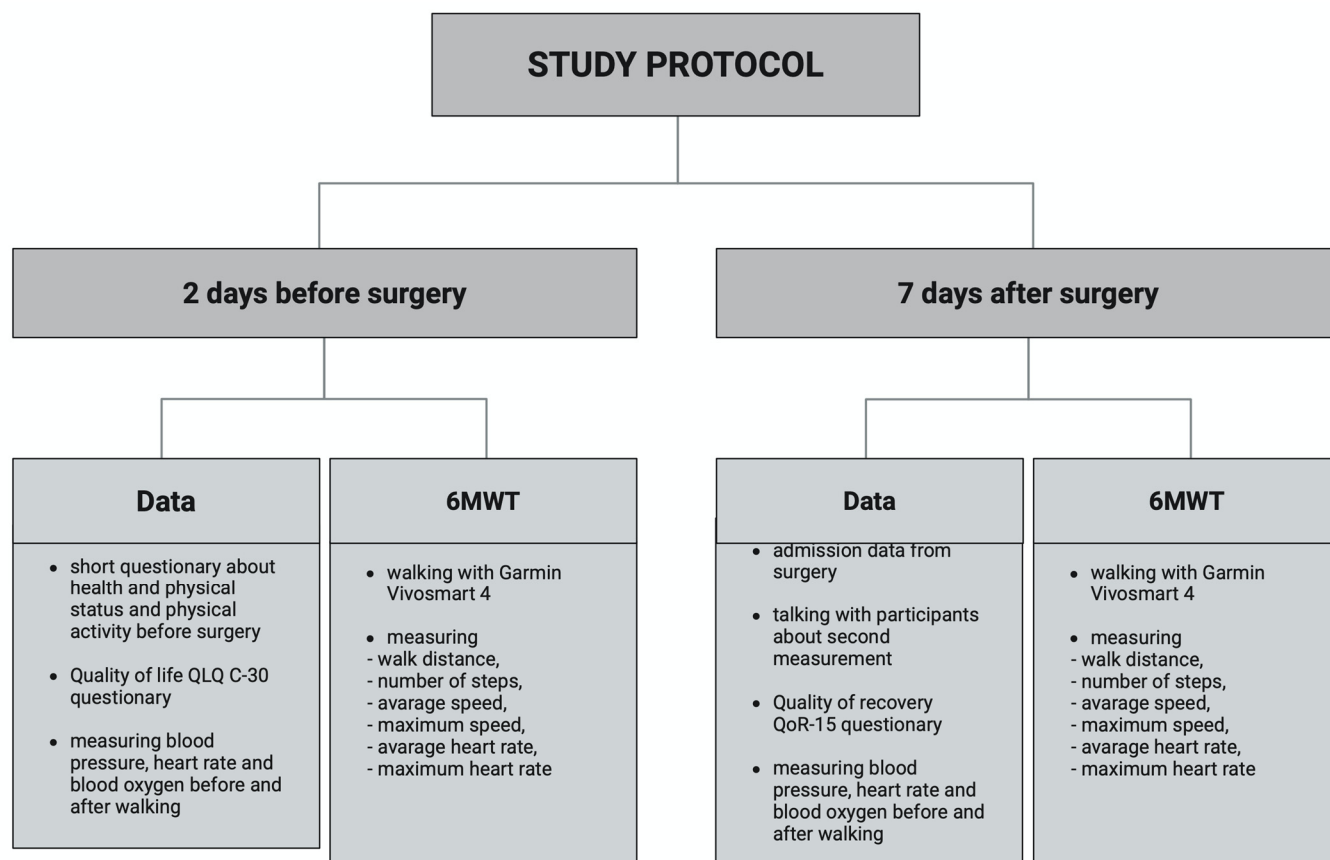 STUDY PROTOCOL
2 days before surgery
7 days after surgery
Data
• short questionary about
health and physical
status and physical
activity before surgery
• Quality of life QLQ C-30
questionary
• measuring blood
pressure, heart rate and
blood oxygen before and
after walking
6MWT
• walking with Garmin
Vivosmart 4
• measuring
- walk distance,
- number of steps,
- avarage speed,
- maximum speed,
- avarage heart rate,
- maximum heart rate
Data
• admission data from
surgery
• talking with participants
about second
measurement
• Quality of recovery
QoR-15 questionary
• measuring blood
pressure, heart rate and
blood oxygen before and
after walking
6MWT
• walking with Garmin
Vivosmart 4
• measuring
- walk distance,
- number of steps,
- avarage speed,
- maximum speed,
- avarage heart rate,
- maximum heart rate